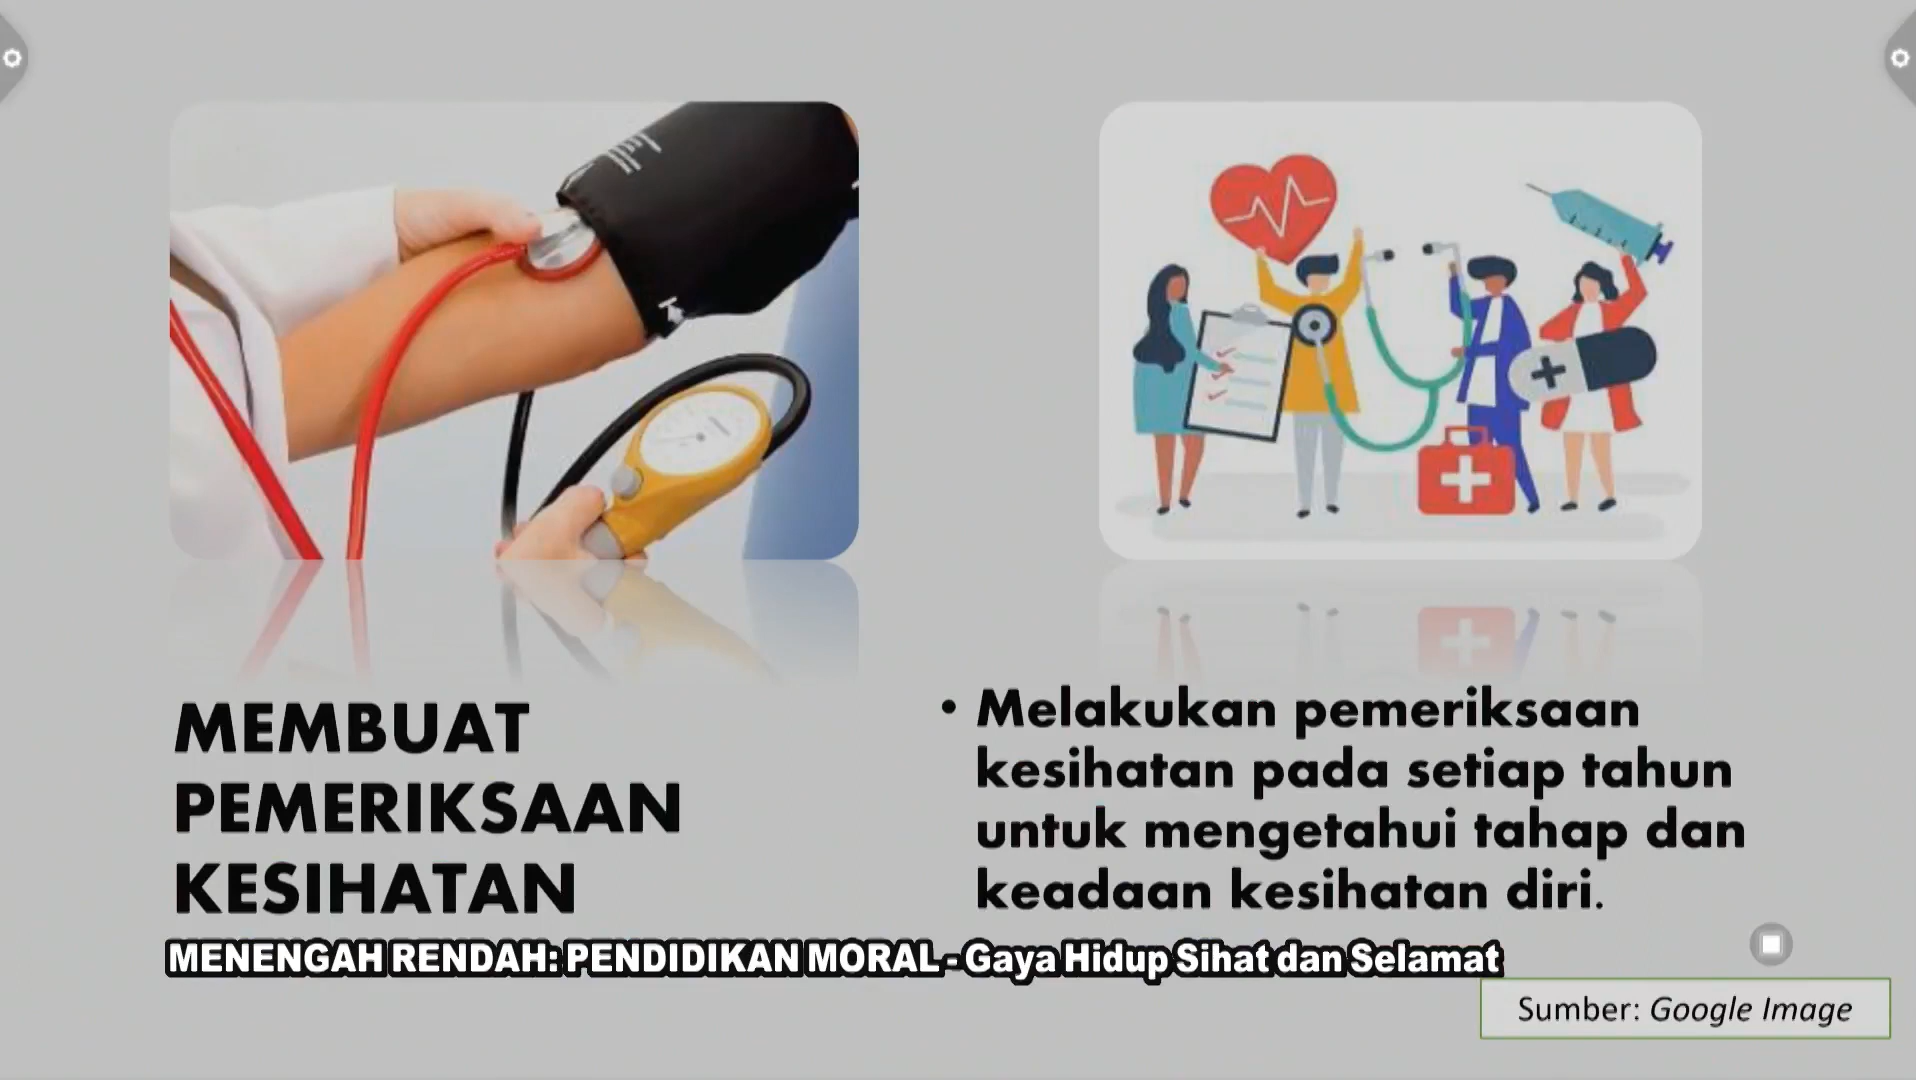 MEMBUAT
PEMERIKSAAN
KESIHATAN
• Melakukan pemeriksaan
kesihatan pada setiap tahun
untuk mengetahui tahap dan
keadaan kesihatan diri.
MENENGAH RENDAH: PENDIDIKAN MORAL - Gaya Hidup Sihat dan Selamat
Sumber: Google Image